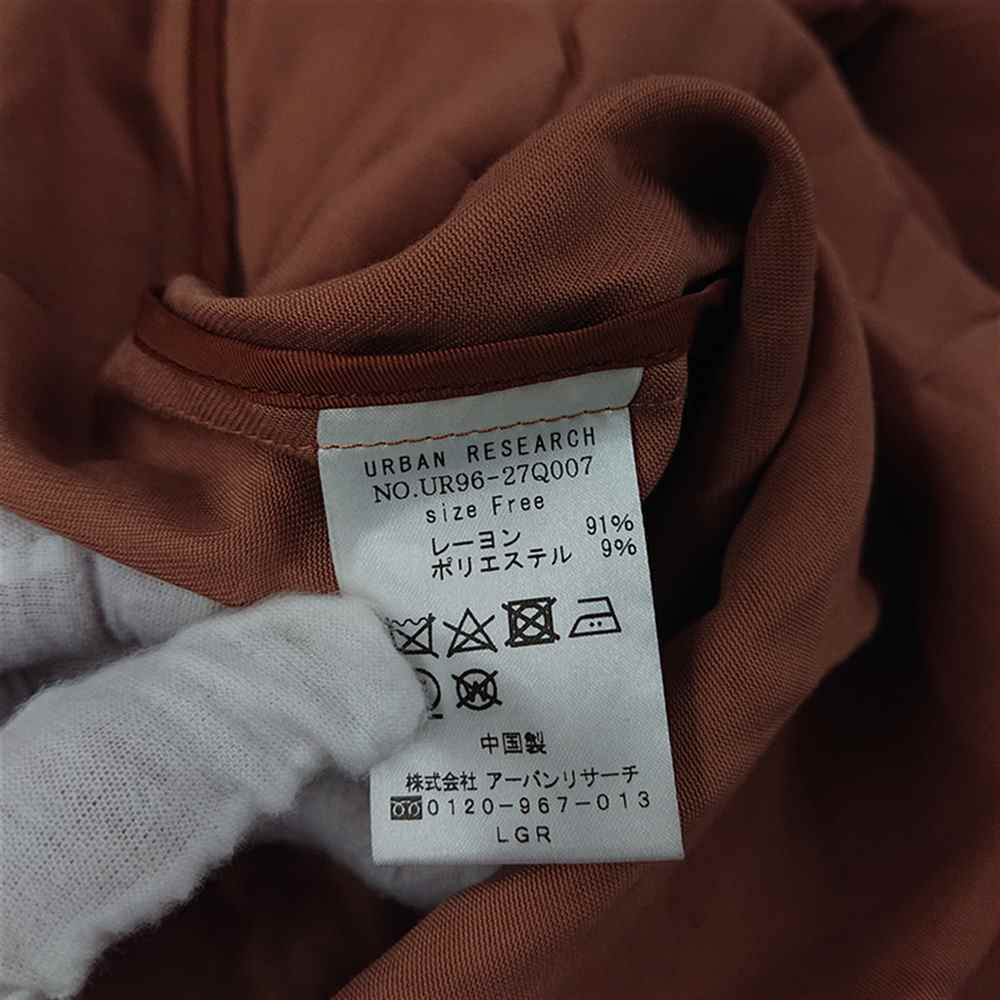 URBAN RESEARCH
NO.UR96-27Q007
size Free
レーヨン 91%
ポリエステル 9%
W
中国製
株式会社 アーバンリサーチ
0120-967-013
LGR